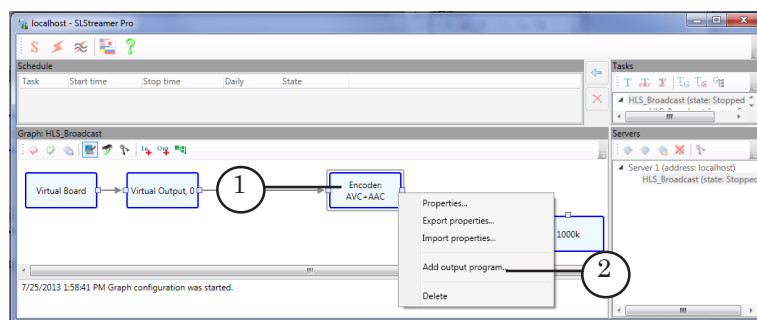 localhost - SLStreamer Pro
Schedule
Task Start time Stop time Daily State
Tasks
HLS_Broadcast (state: Stopped
Graph: HLS_Broadcast
Servers
Server 1 (address: localhost)
HLS_Broadcast (state: Stopped
Virtual Board
Virtual Output, 0
1
Encoder:
AVC+AAC
1000k
Properties...
Export properties...
Import properties...
Add output program...
2
Delete
7/25/2013 1:58:41 PM Graph configuration was started.